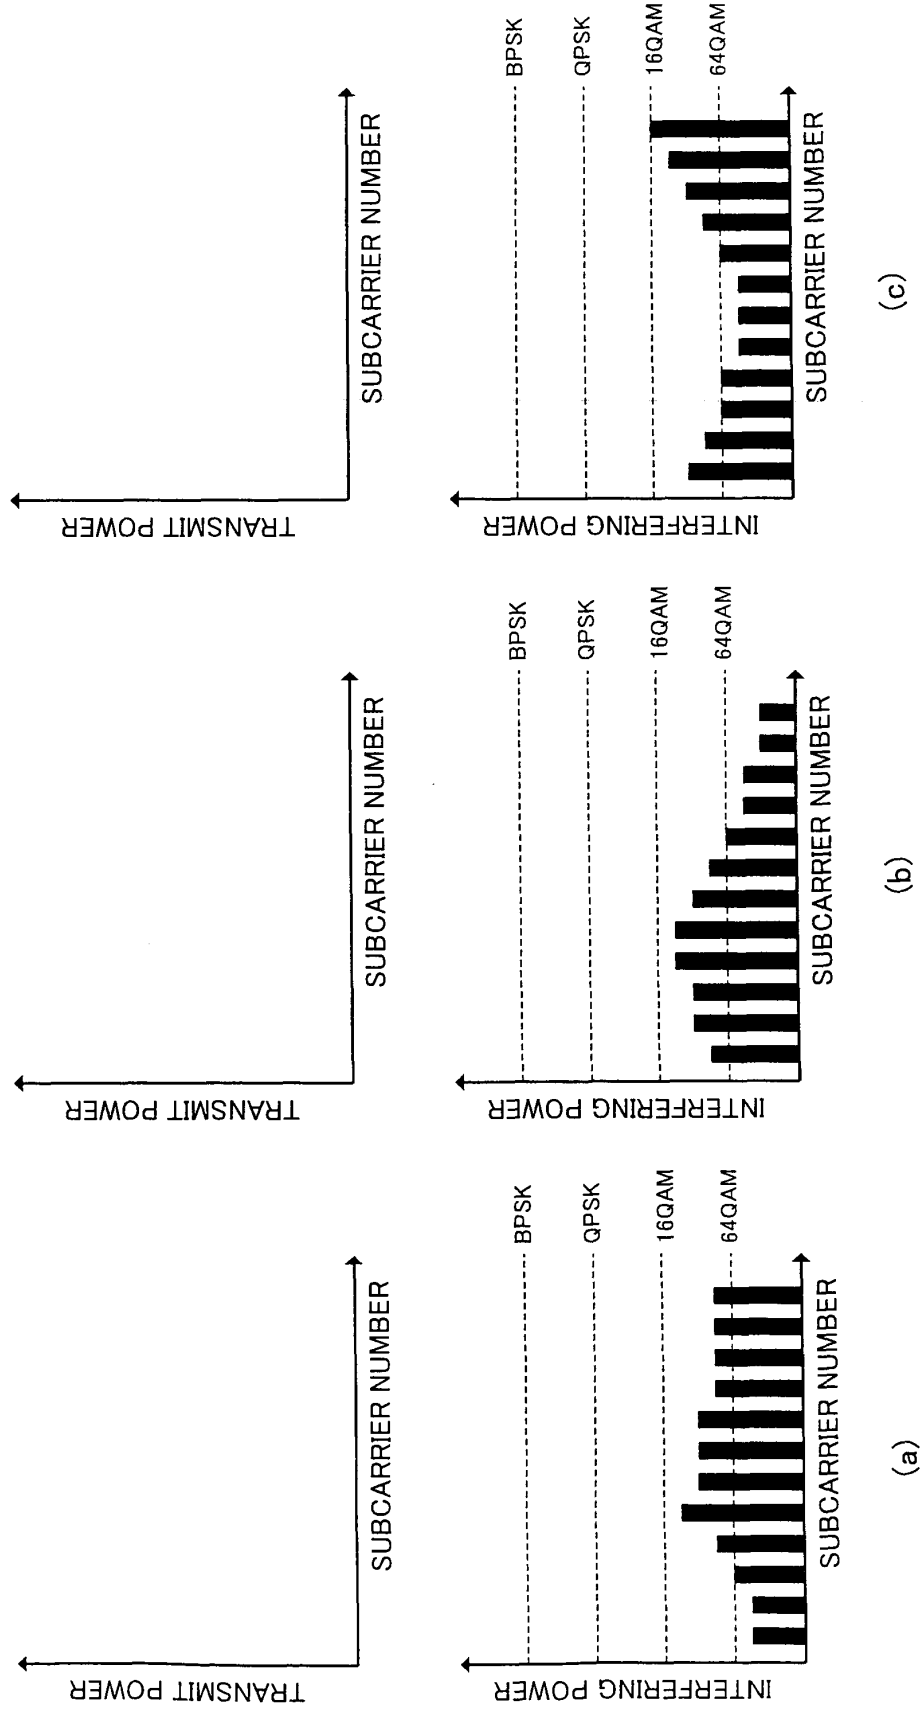 TRANSMIT POWER
SUBCARRIER NUMBER
INTERFERING POWER
BPSK
QPSK
16QAM
64QAM
SUBCARRIER NUMBER
(a)
TRANSMIT POWER
SUBCARRIER NUMBER
INTERFERING POWER
BPSK
QPSK
16QAM
64QAM
SUBCARRIER NUMBER
(b)
TRANSMIT POWER
SUBCARRIER NUMBER
INTERFERING POWER
BPSK
QPSK
16QAM
64QAM
SUBCARRIER NUMBER
(c)